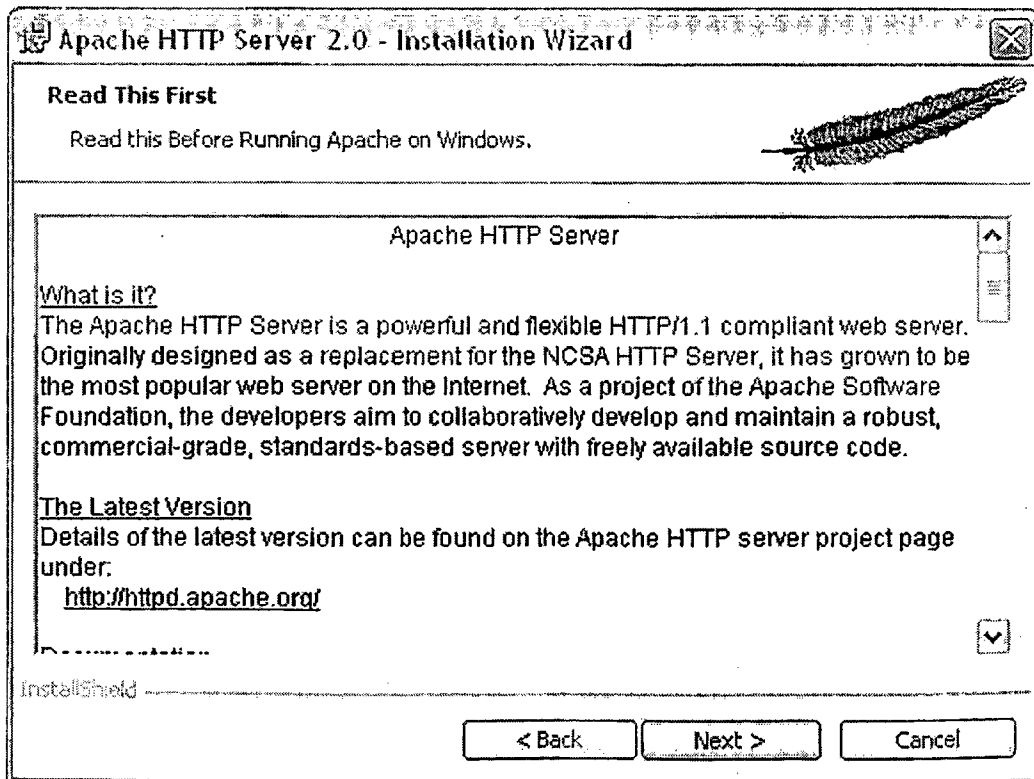 Apache HTTP Server 2.0 - Installation Wizard
Read This First
Read this Before Running Apache on Windows.
Apache HTTP Server
What is it?
The Apache HTTP Server is a powerful and flexible HTTP/1.1 compliant web server.
Originally designed as a replacement for the NCSA HTTP Server, it has grown to be
the most popular web server on the Internet. As a project of the Apache Software
Foundation, the developers aim to collaboratively develop and maintain a robust,
commercial-grade, standards-based server with freely available source code.
The Latest Version
Details of the latest version can be found on the Apache HTTP server project page
under:
http://httpd.apache.org/
InstallShield
< Back
Next >
Cancel